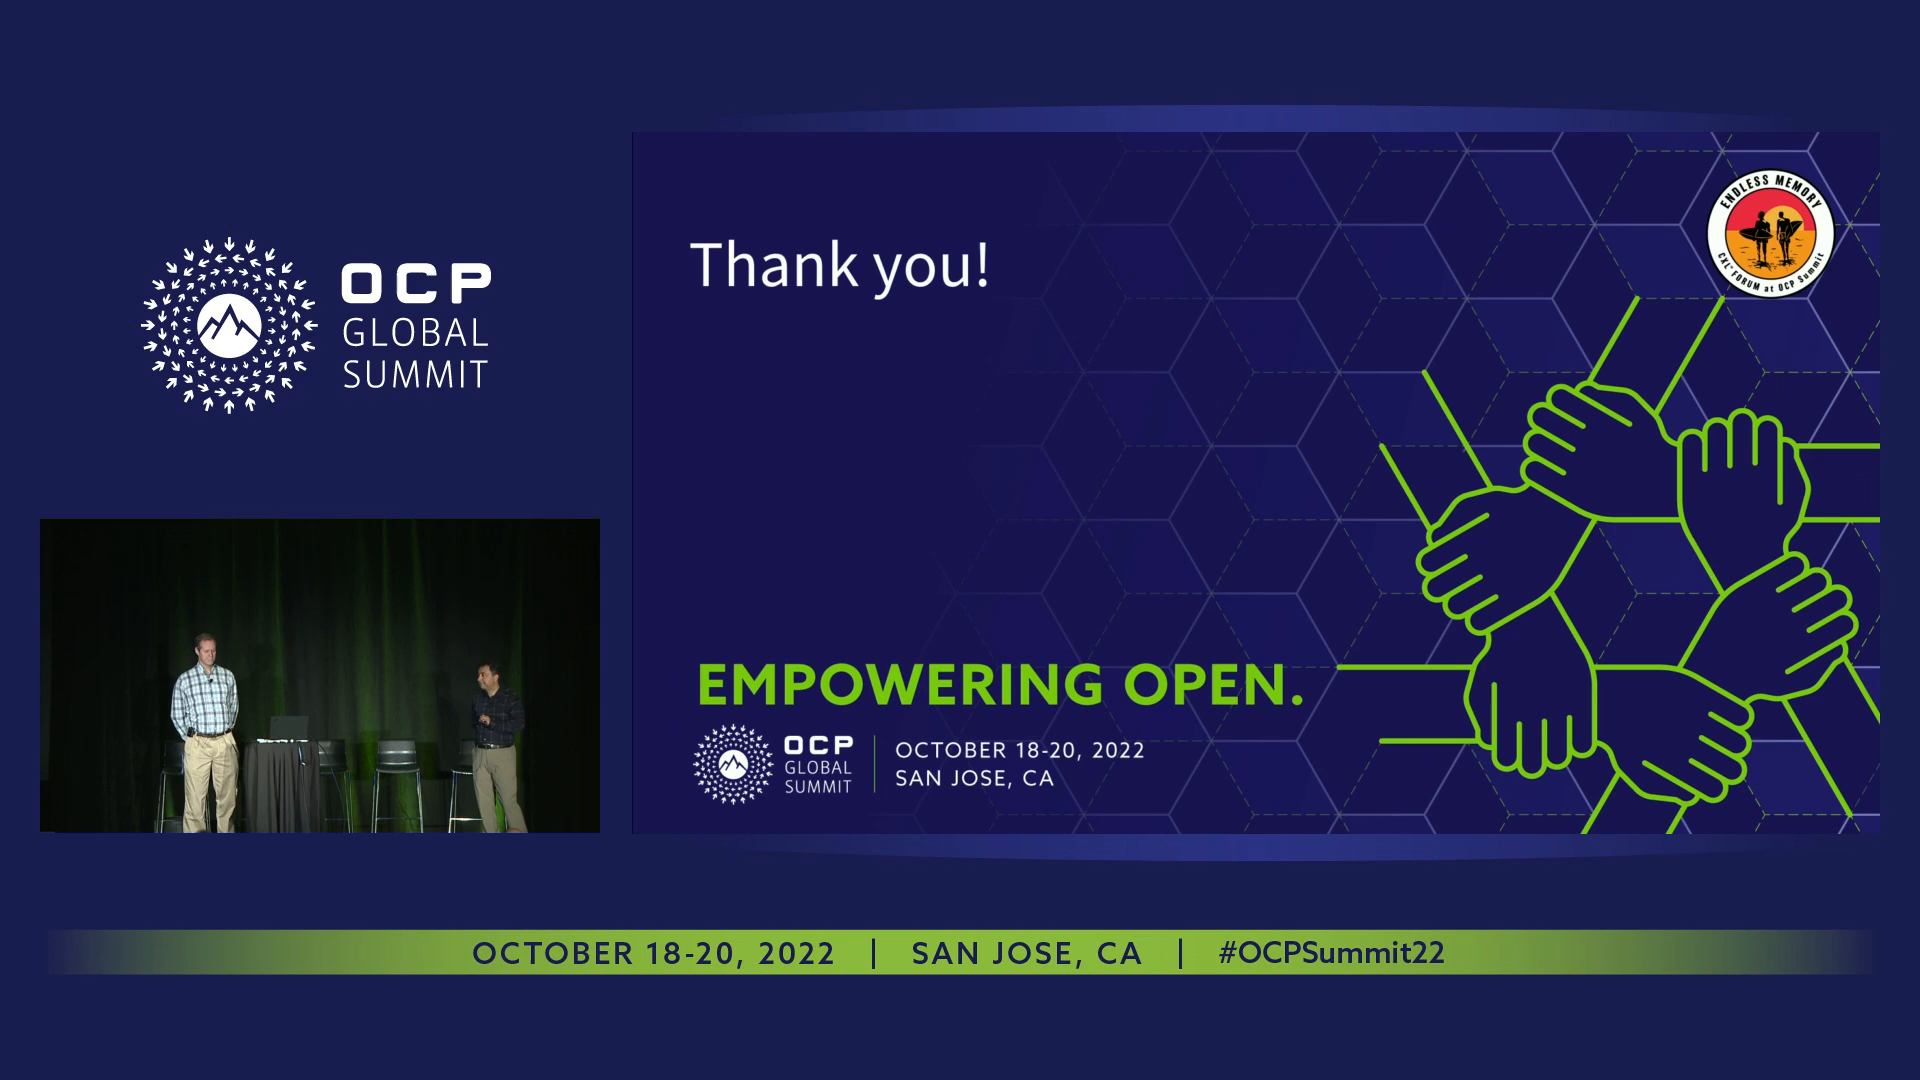 OCP
GLOBAL
SUMMIT
Thank you!
ENDLESS MEMORY
CXL® FORUM at OCP Summit
EMPOWERING OPEN.
OCP
GLOBAL
SUMMIT
OCTOBER 18-20, 2022
SAN JOSE, CA
OCTOBER 18-20, 2022 | SAN JOSE, CA | #OCPSummit22